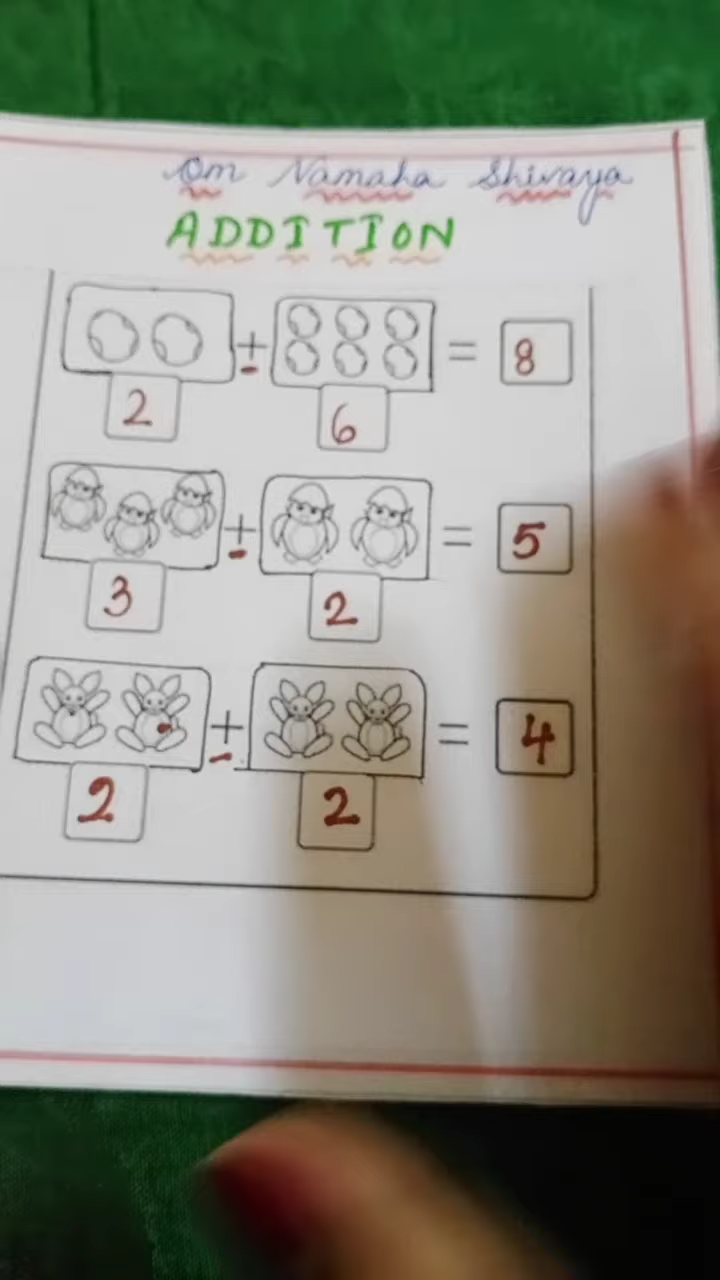 Om Namaha Shivaya
ADDITION
+ = 8
2 6
+ = 5
3 2
+ = 4
2 2